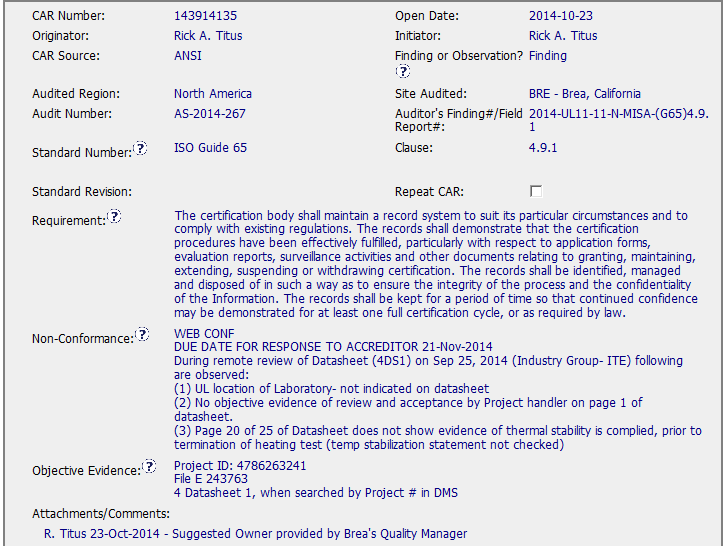 CAR Number: 143914135 Open Date: 2014-10-23
Originator: Rick A. Titus Initiator: Rick A. Titus
CAR Source: ANSI Finding or Observation? Finding
?
Audited Region: North America Site Audited: BRE - Brea, California
Audit Number: AS-2014-267 Auditor's Finding#/Field 2014-UL11-11-N-MISA-(G65)4.9.
Report#: 1
Standard Number: ? ISO Guide 65 Clause: 4.9.1
Standard Revision: Repeat CAR:
Requirement: ? The certification body shall maintain a record system to suit its particular circumstances and to
comply with existing regulations. The records shall demonstrate that the certification
procedures have been effectively fulfilled, particularly with respect to application forms,
evaluation reports, surveillance activities and other documents relating to granting, maintaining,
extending, suspending or withdrawing certification. The records shall be identified, managed
and disposed of in such a way as to ensure the integrity of the process and the confidentiality
of the Information. The records shall be kept for a period of time so that continued confidence
may be demonstrated for at least one full certification cycle, or as required by law.
Non-Conformance: ? WEB CONF
DUE DATE FOR RESPONSE TO ACCREDITOR 21-Nov-2014
During remote review of Datasheet (4DS1) on Sep 25, 2014 (Industry Group- ITE) following
are observed:
(1) UL location of Laboratory- not indicated on datasheet
(2) No objective evidence of review and acceptance by Project handler on page 1 of
datasheet.
(3) Page 20 of 25 of Datasheet does not show evidence of thermal stability is complied, prior to
termination of heating test (temp stabilization statement not checked)
Objective Evidence: ? Project ID: 4786263241
File E 243763
4 Datasheet 1, when searched by Project # in DMS
Attachments/Comments:
R. Titus 23-Oct-2014 - Suggested Owner provided by Brea's Quality Manager